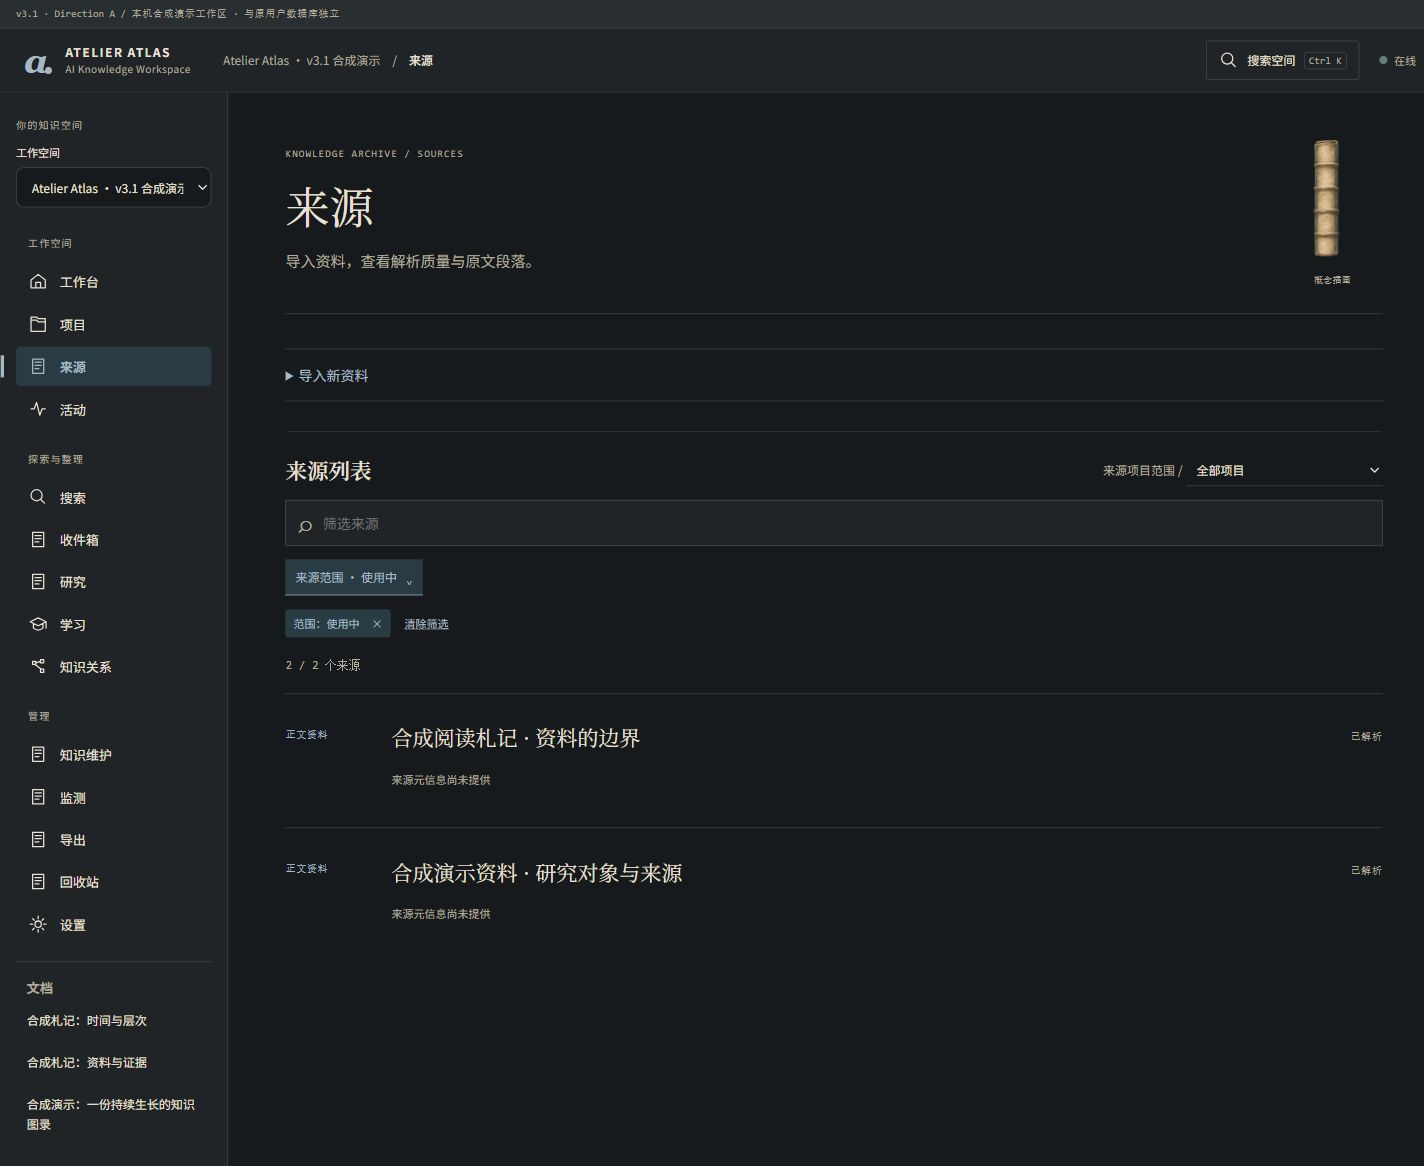 v3.1 · Direction A / 本机合成演示工作区 · 与原用户数据库独立
a.
ATELIER ATLAS
AI Knowledge Workspace
Atelier Atlas · v3.1 合成演示 / 来源
搜索空间 Ctrl K
在线
你的知识空间
工作空间
Atelier Atlas · v3.1 合成演示
工作空间
工作台
项目
来源
活动
探索与整理
搜索
收件箱
研究
学习
知识关系
管理
知识维护
监测
导出
回收站
设置
文档
合成札记：时间与层次
合成札记：资料与证据
合成演示：一份持续生长的知识
图录
KNOWLEDGE ARCHIVE / SOURCES
来源
导入资料，查看解析质量与原文段落。
概念插画
导入新资料
来源列表
来源项目范围 / 全部项目
筛选来源
来源范围 · 使用中
范围：使用中 ×
清除筛选
2 / 2 个来源
正文资料
合成阅读札记 · 资料的边界
已解析
来源元信息尚未提供
正文资料
合成演示资料 · 研究对象与来源
已解析
来源元信息尚未提供